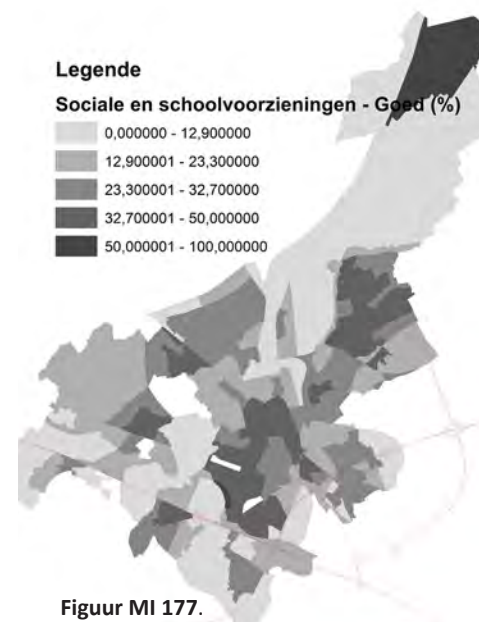 Legende
Sociale en schoolvoorzieningen - Goed (%)
0,000000 - 12,900000
12,900001 - 23,300000
23,300001 - 32,700000
32,700001 - 50,000000
50,000001 - 100,000000
Figuur MI 177.